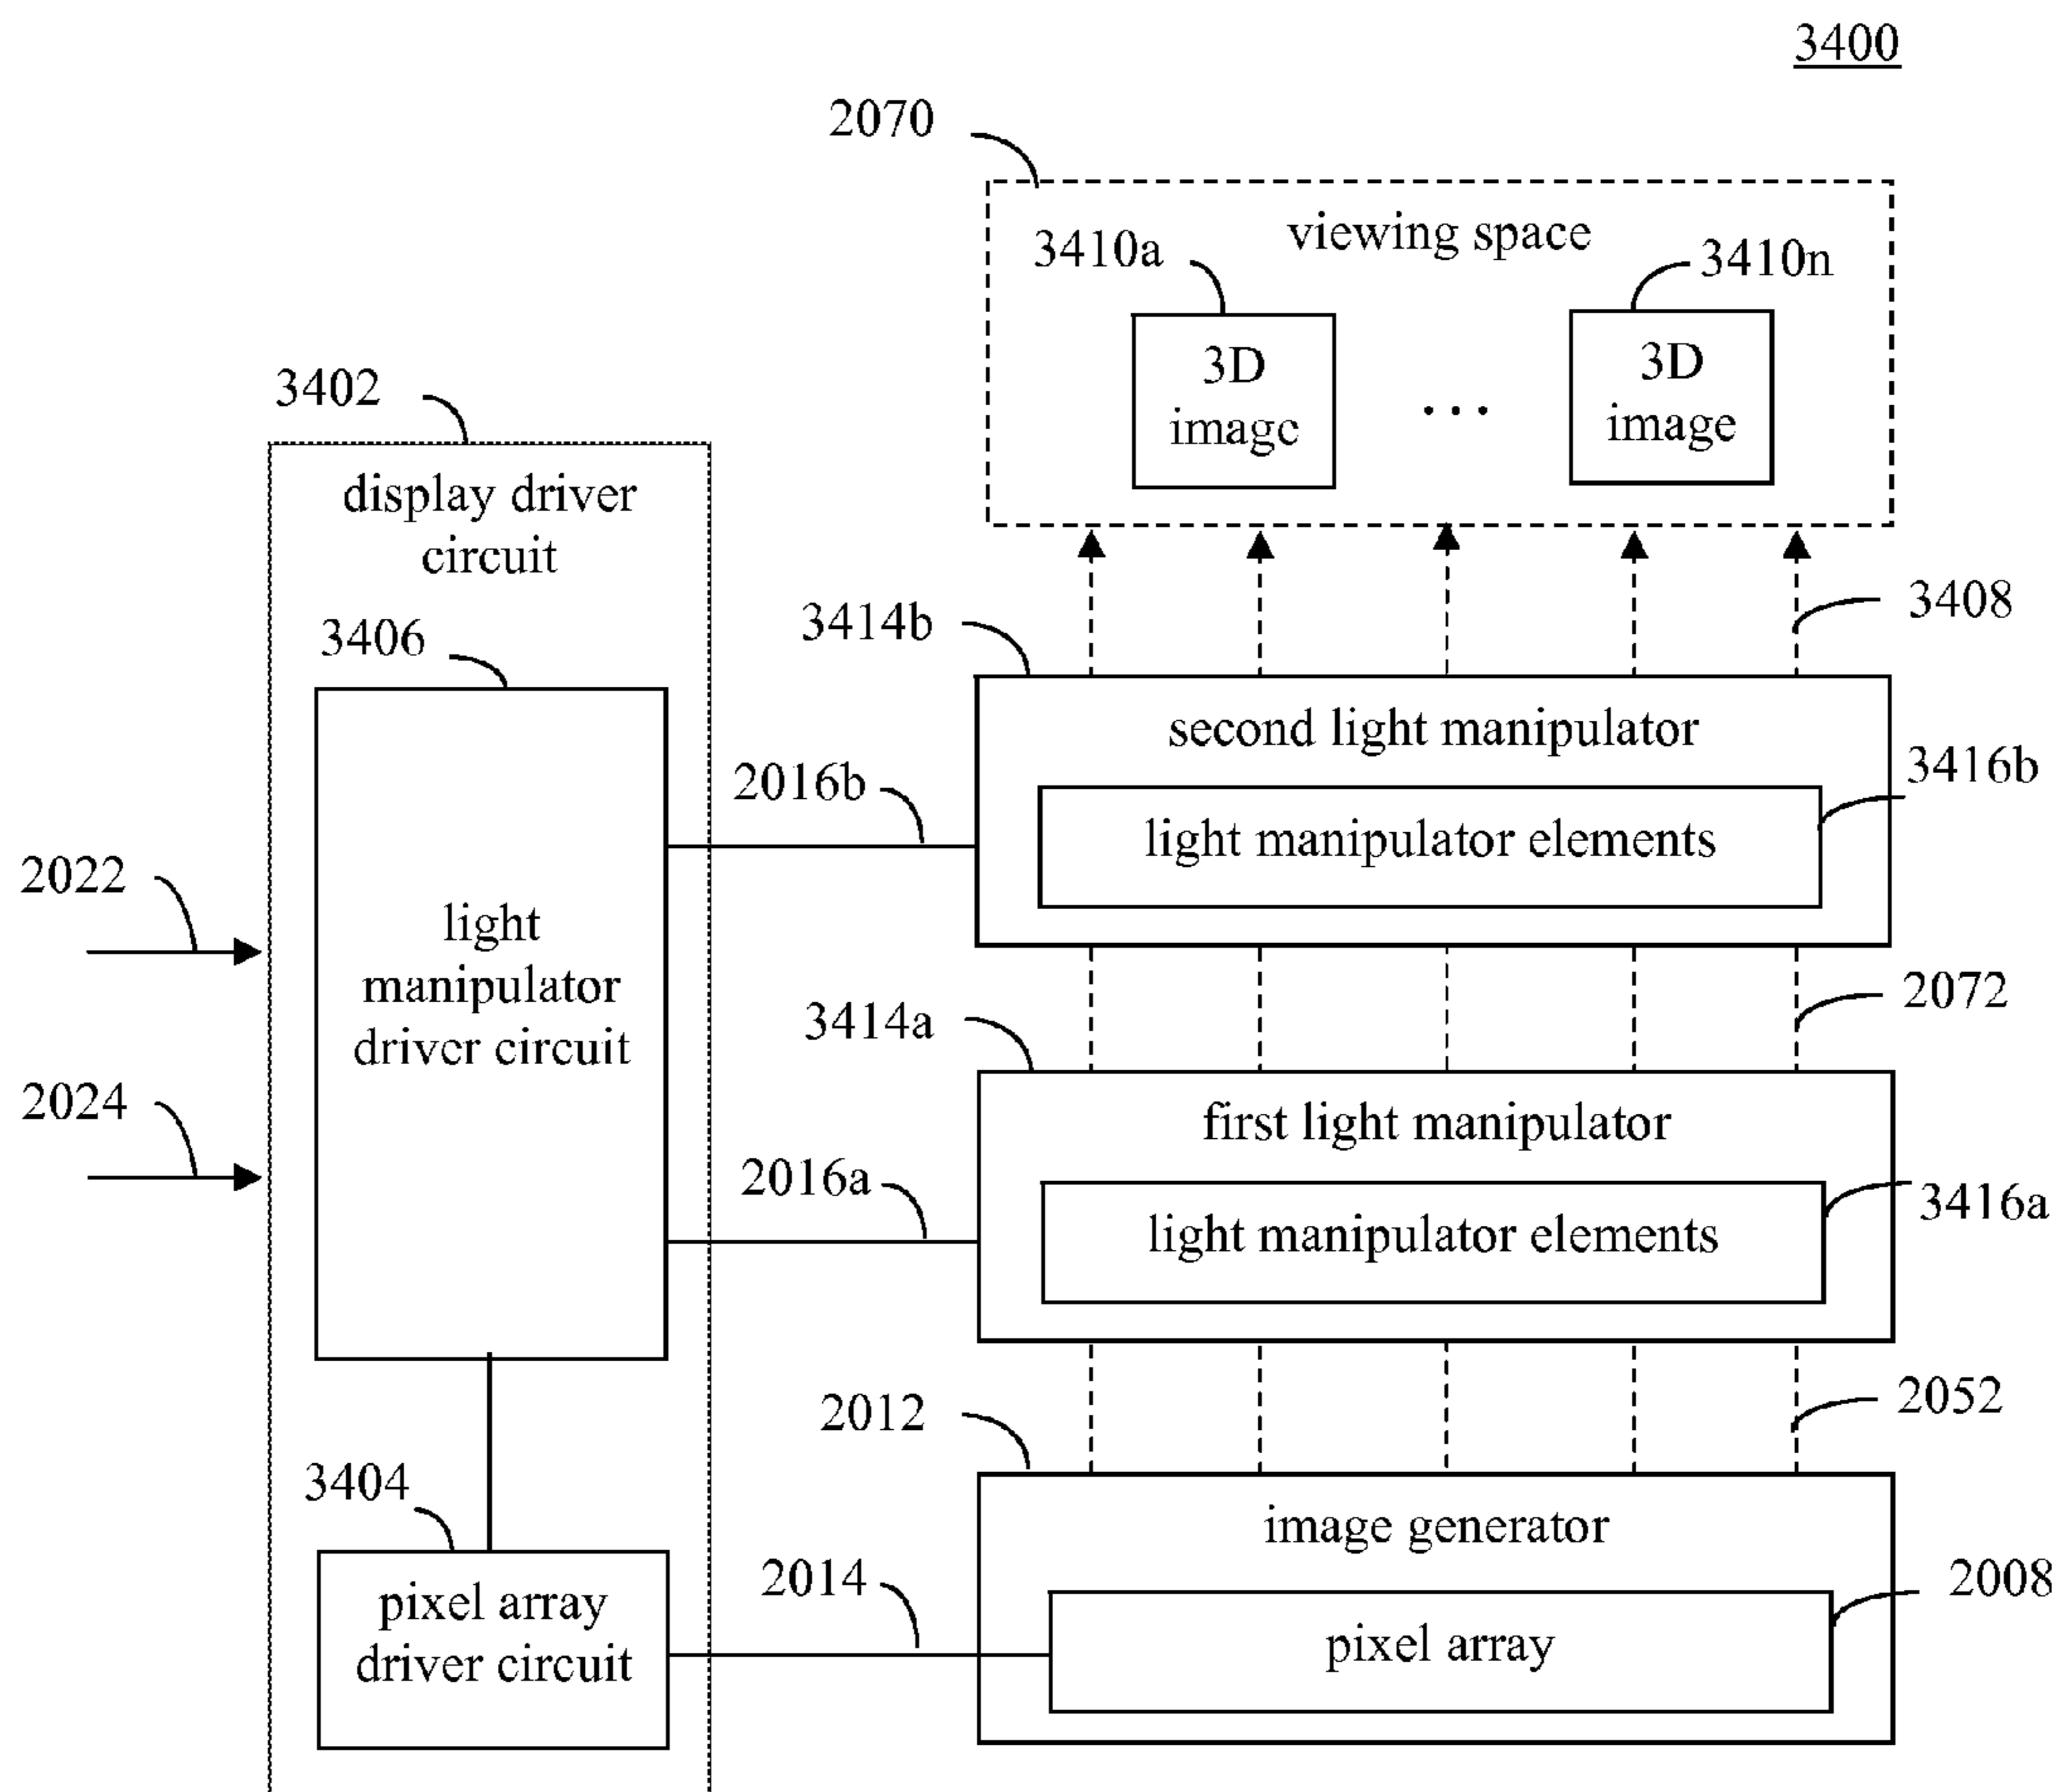 3400
2070
viewing space
3410a
3410n
3D
image
...
3D
image
3402
display driver
circuit
3408
3414b
3406
second light manipulator
3416b
2016b
light manipulator elements
2022
light
manipulator
driver circuit
2072
3414a
2024
first light manipulator
2016a
3416a
light manipulator elements
2012
2052
3404
image generator
2014
2008
pixel array
driver circuit
pixel array